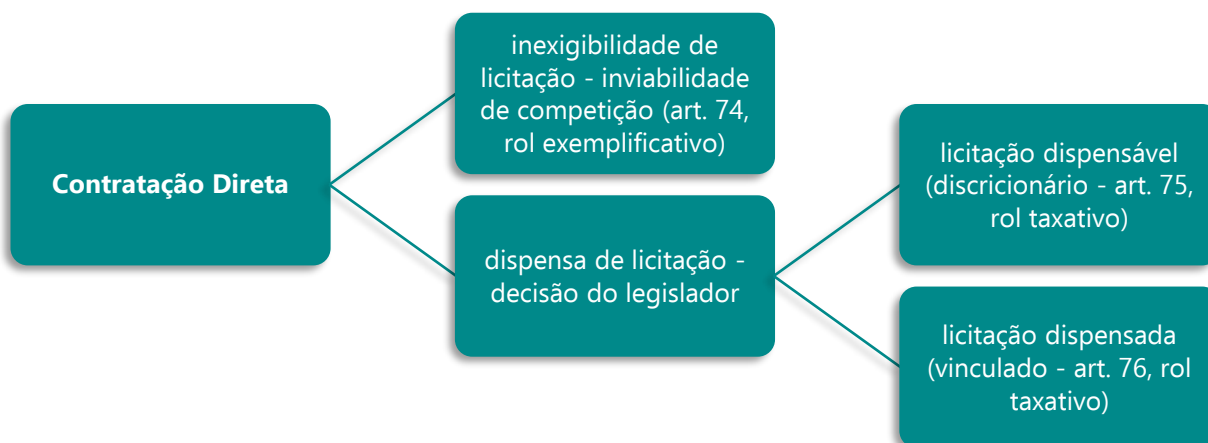 Contratação Direta
inexigibilidade de
licitação - inviabilidade
de competição (art. 74,
rol exemplificativo)
dispensa de licitação -
decisão do legislador
licitação dispensável
(discricionário - art. 75,
rol taxativo)
licitação dispensada
(vinculado - art. 76, rol
taxativo)